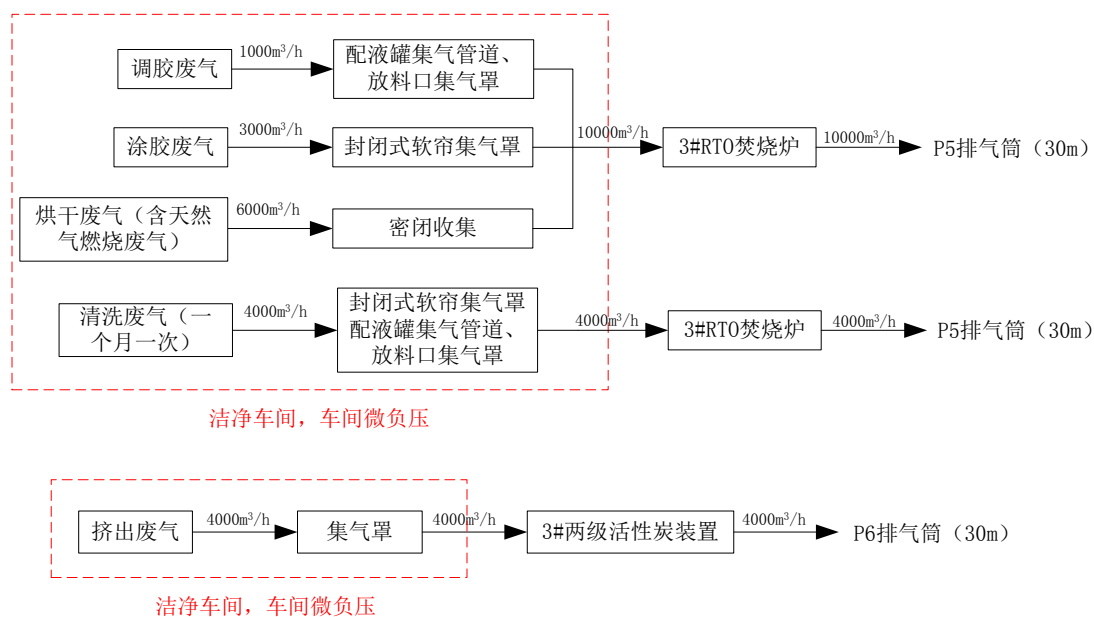 调胶废气
1000m³/h
配液罐集气管道、
放料口集气罩
涂胶废气
3000m³/h
封闭式软帘集气罩
10000m³/h
3#RTO焚烧炉
10000m³/h
P5排气筒（30m）
烘干废气（含天然
气燃烧废气）
6000m³/h
密闭收集
清洗废气（一
个月一次）
4000m³/h
封闭式软帘集气罩
配液罐集气管道、
放料口集气罩
4000m³/h
3#RTO焚烧炉
4000m³/h
P5排气筒（30m）
洁净车间，车间微负压
挤出废气
4000m³/h
集气罩
4000m³/h
3#两级活性炭装置
4000m³/h
P6排气筒（30m）
洁净车间，车间微负压